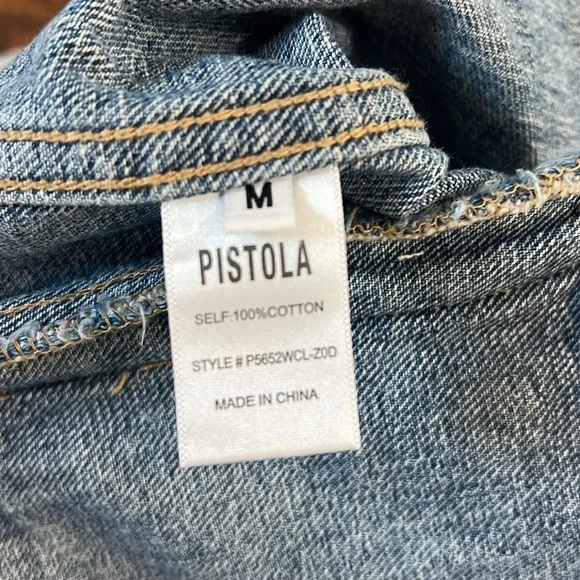 M
PISTOLA
SELF:100%COTTON
STYLE # P5652WCL-Z0D
MADE IN CHINA